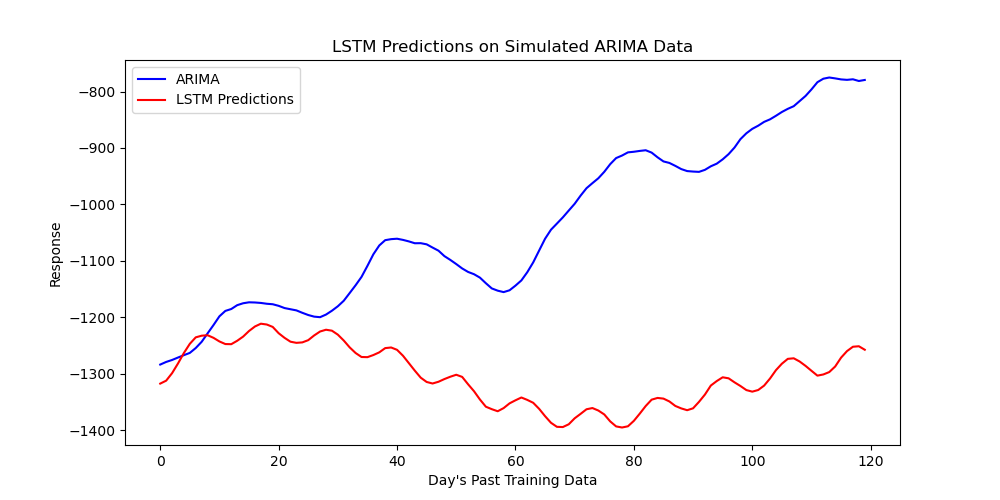 LSTM Predictions on Simulated ARIMA Data
ARIMA
LSTM Predictions
−800
−900
−1000
−1100
−1200
−1300
−1400
Response
0 20 40 60 80 100 120
Day's Past Training Data